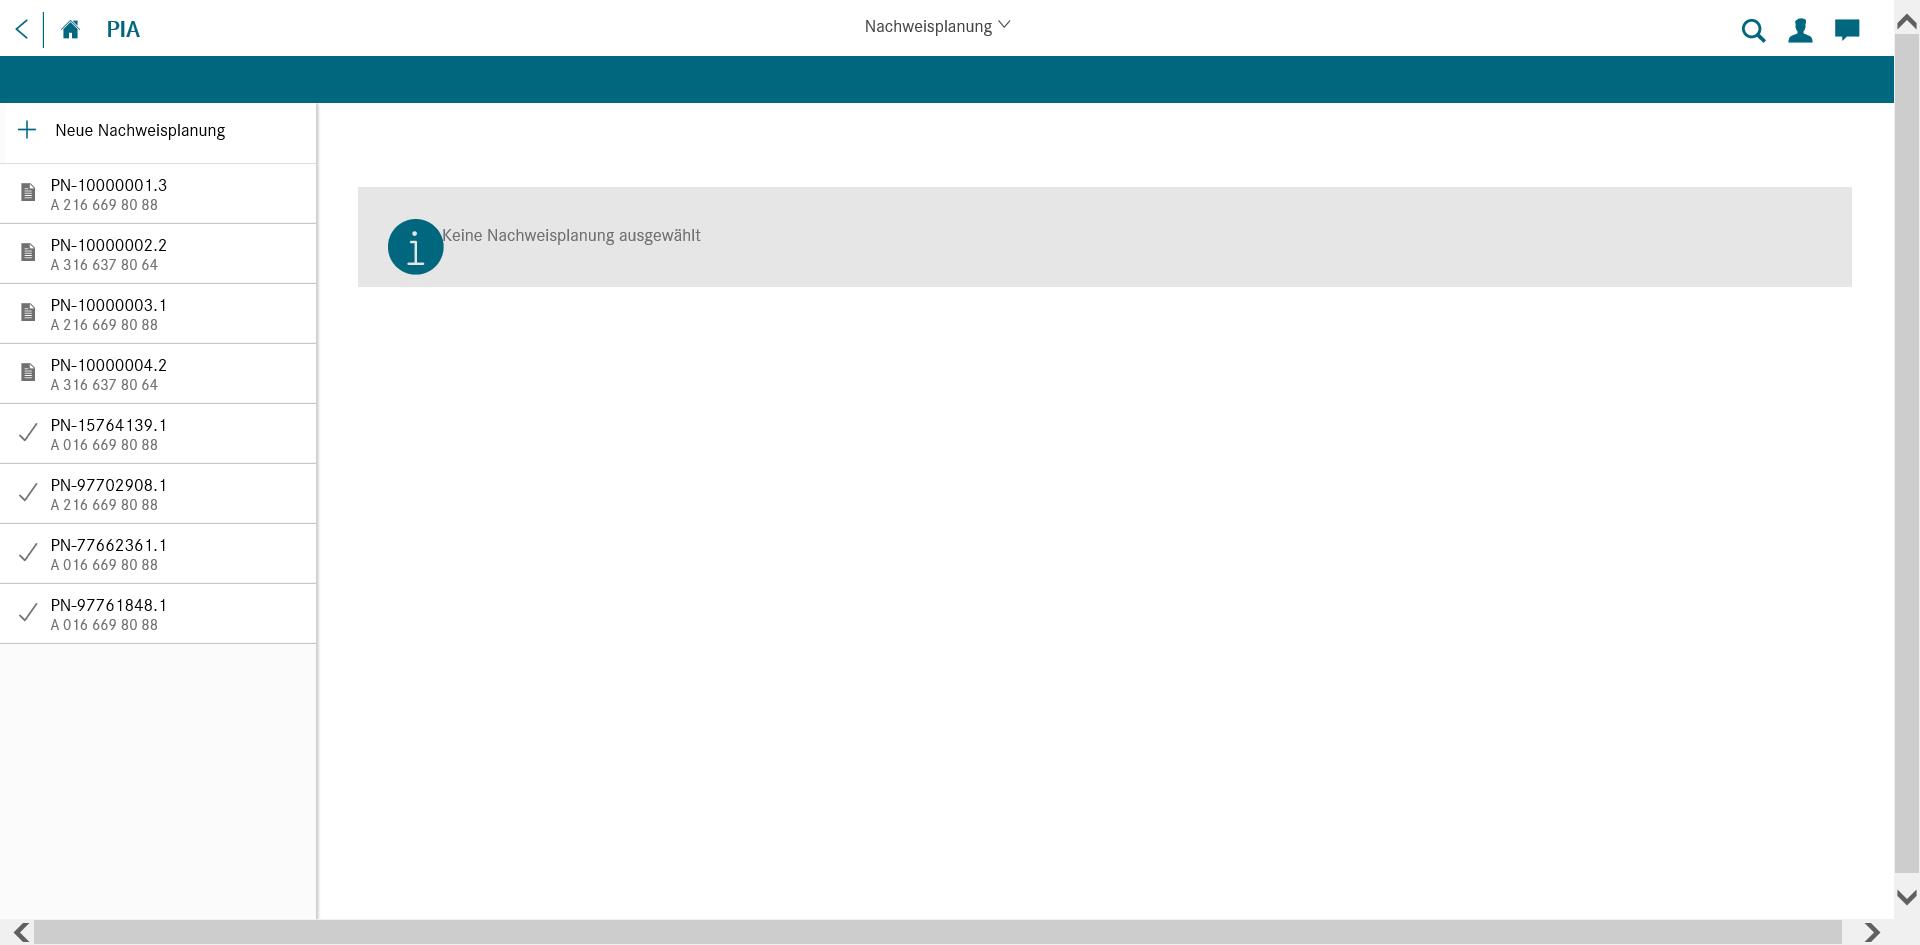 PIA
Nachweisplanung
Neue Nachweisplanung
PN-10000001.3
A 216 669 80 88
PN-10000002.2
A 316 637 80 64
PN-10000003.1
A 216 669 80 88
PN-10000004.2
A 316 637 80 64
PN-15764139.1
A 016 669 80 88
PN-97702908.1
A 216 669 80 88
PN-77662361.1
A 016 669 80 88
PN-97761848.1
A 016 669 80 88
Keine Nachweisplanung ausgewählt